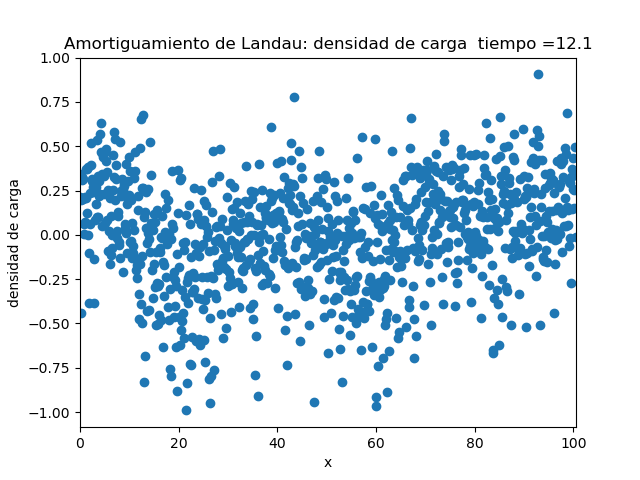 Amortiguamiento de Landau: densidad de carga  tiempo =12.1
1.00
0.75
0.50
0.25
0.00
−0.25
−0.50
−0.75
−1.00
densidad de carga
0 20 40 60 80 100
x